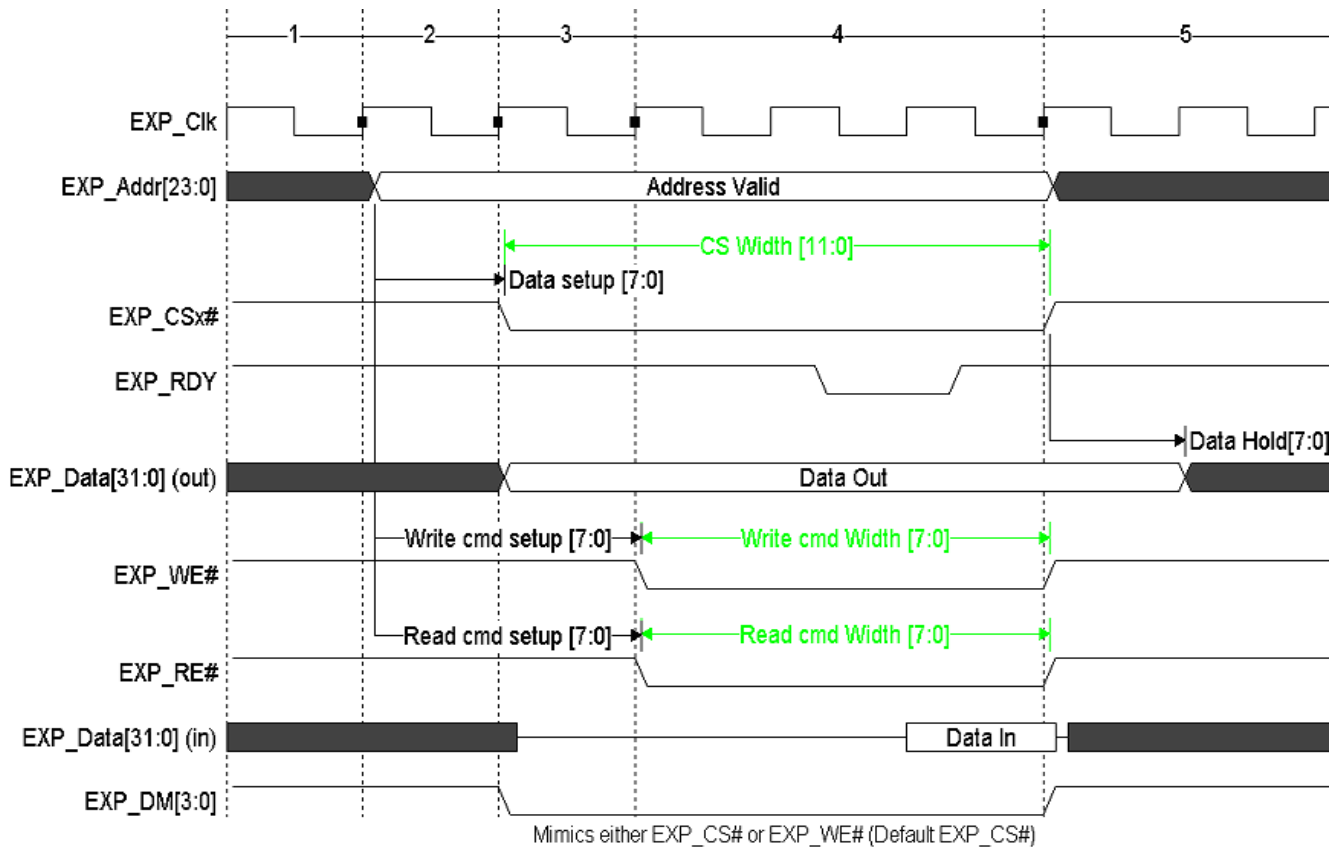 1 2 3 4 5
EXP_Clk
EXP_Addr[23:0] Address Valid
CS Width [11:0]
Data setup [7:0]
EXP_CSx#
EXP_RDY
Data Hold[7:0]
EXP_Data[31:0] (out) Data Out
Write cmd setup [7:0] Write cmd Width [7:0]
EXP_WE#
Read cmd setup [7:0] Read cmd Width [7:0]
EXP_RE#
EXP_Data[31:0] (in) Data In
EXP_DM[3:0]
Mimics either EXP_CS# or EXP_WE# (Default EXP_CS#)